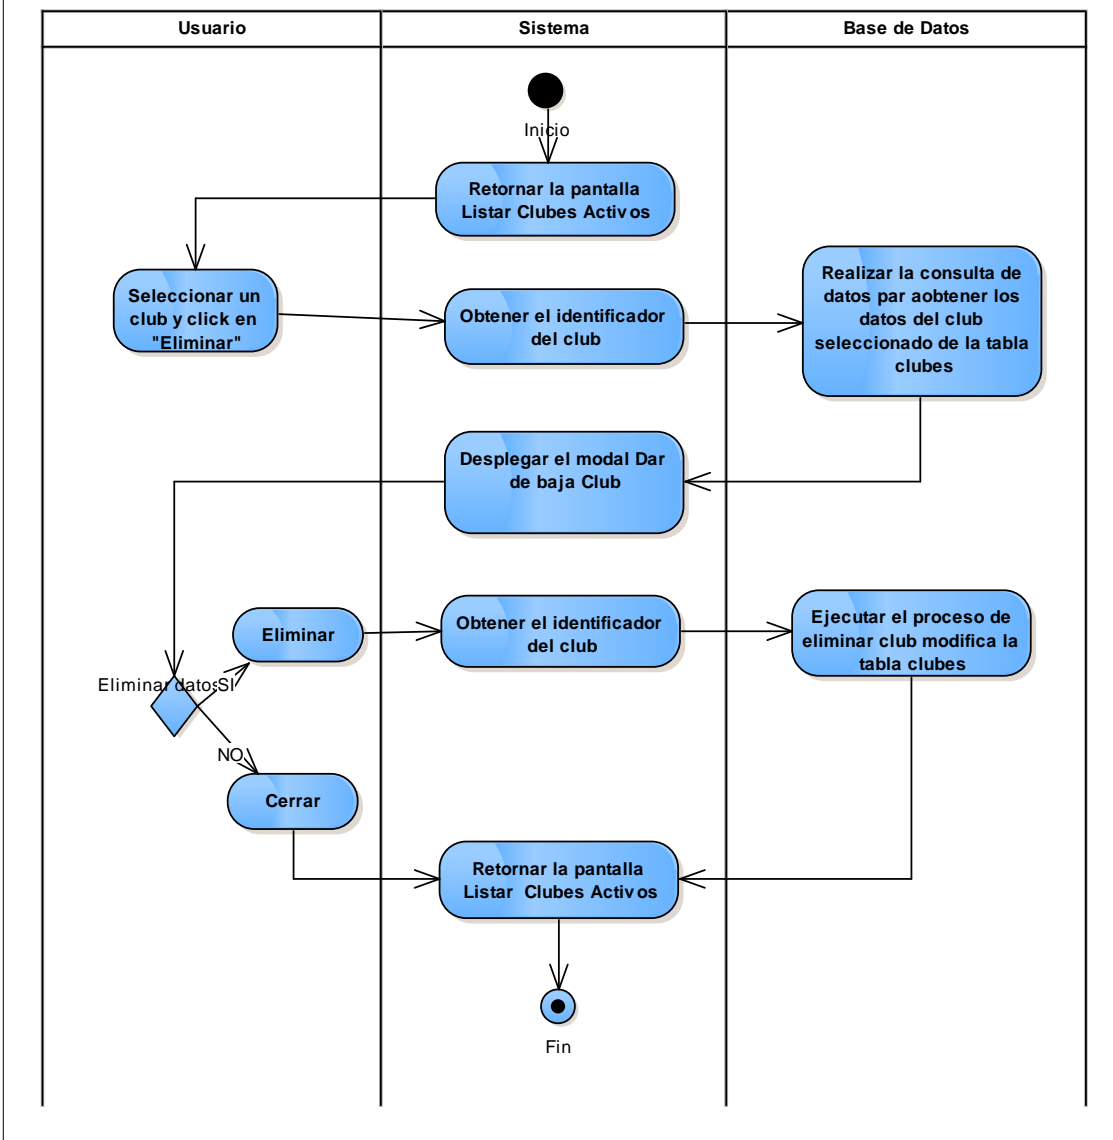 Usuario
Sistema
Base de Datos
Inicio
Retornar la pantalla
Listar Clubes Activos
Seleccionar un
club y click en
"Eliminar"
Obtener el identificador
del club
Realizar la consulta de
datos par aobtener los
datos del club
seleccionado de la tabla
clubes
Desplegar el modal Dar
de baja Club
Eliminar
Obtener el identificador
del club
Ejecutar el proceso de
eliminar club modifica la
tabla clubes
Eliminar datos
SI
NO
Cerrar
Retornar la pantalla
Listar Clubes Activos
Fin